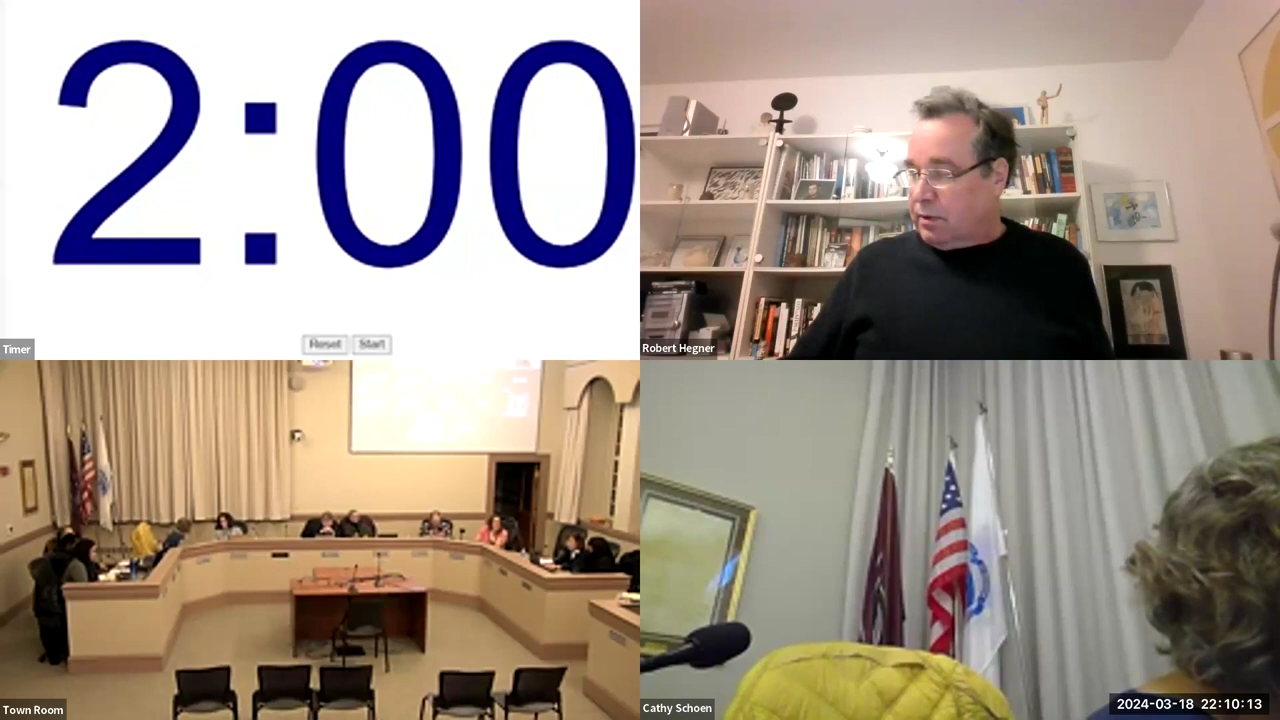 2:00
Reset Start
Timer
Robert Hegner
Town Room
Cathy Schoen
2024-03-18 22:10:13